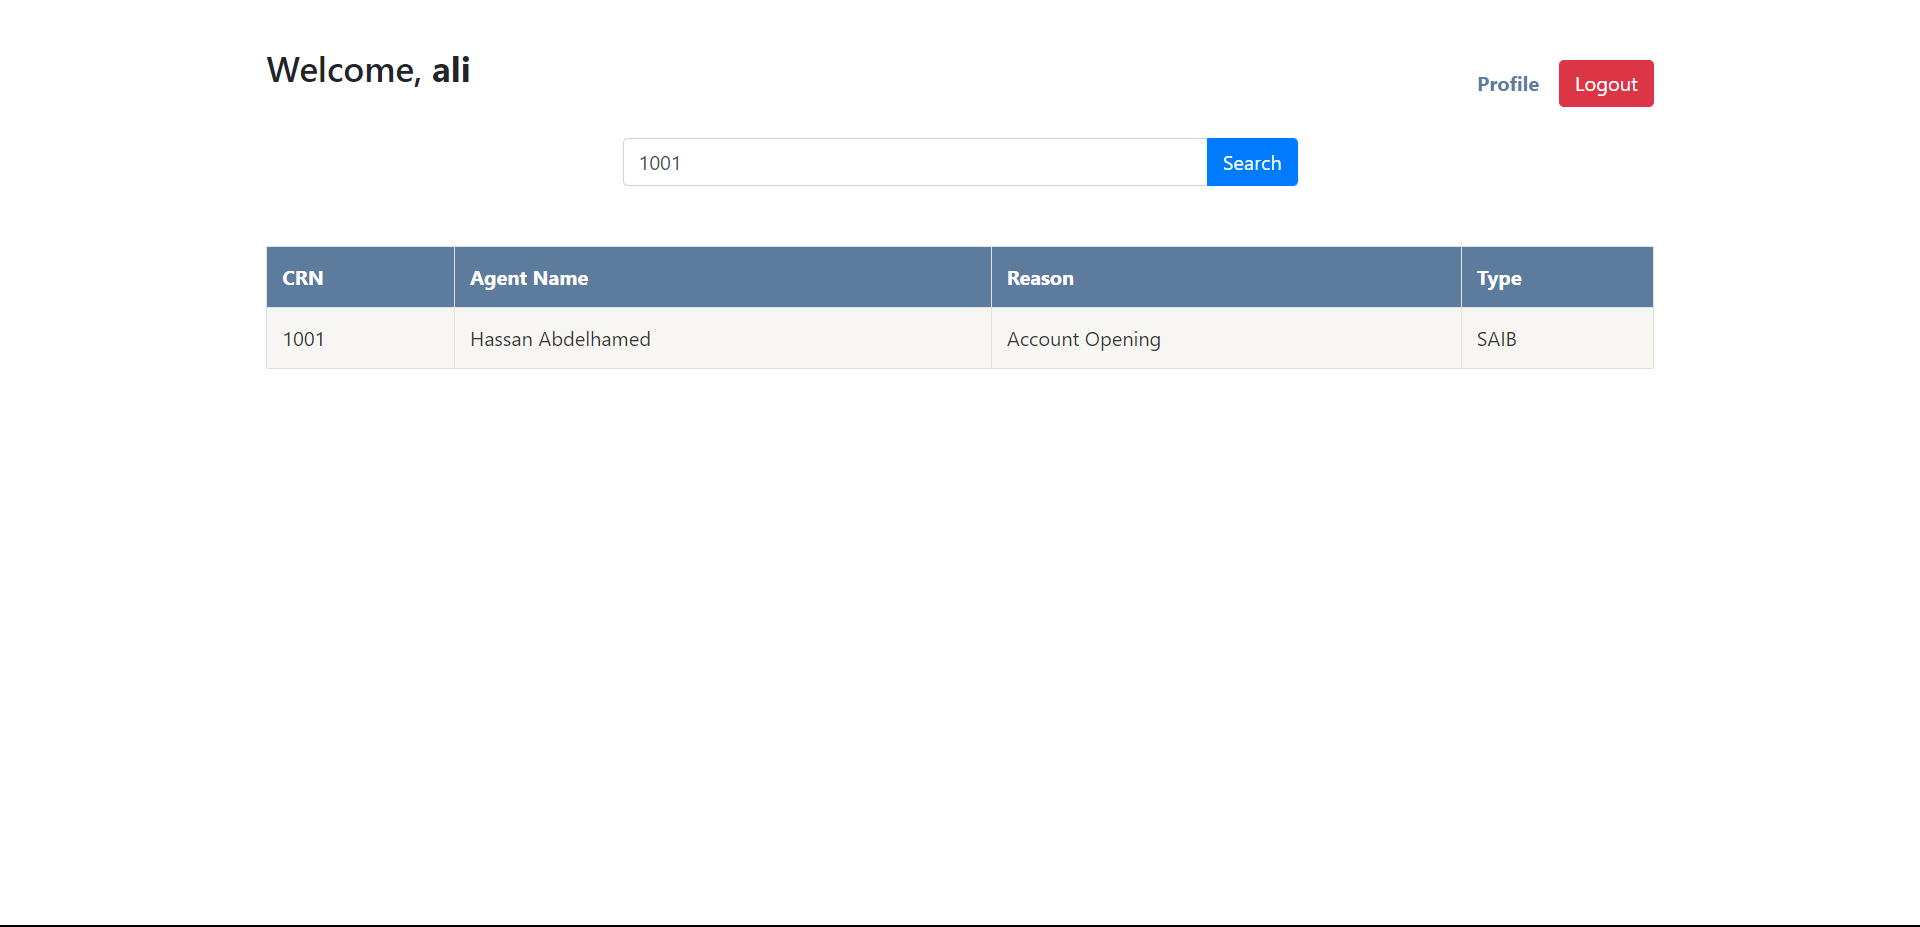 Welcome, ali
Profile Logout
1001 Search
CRN Agent Name Reason Type
1001 Hassan Abdelhamed Account Opening SAIB